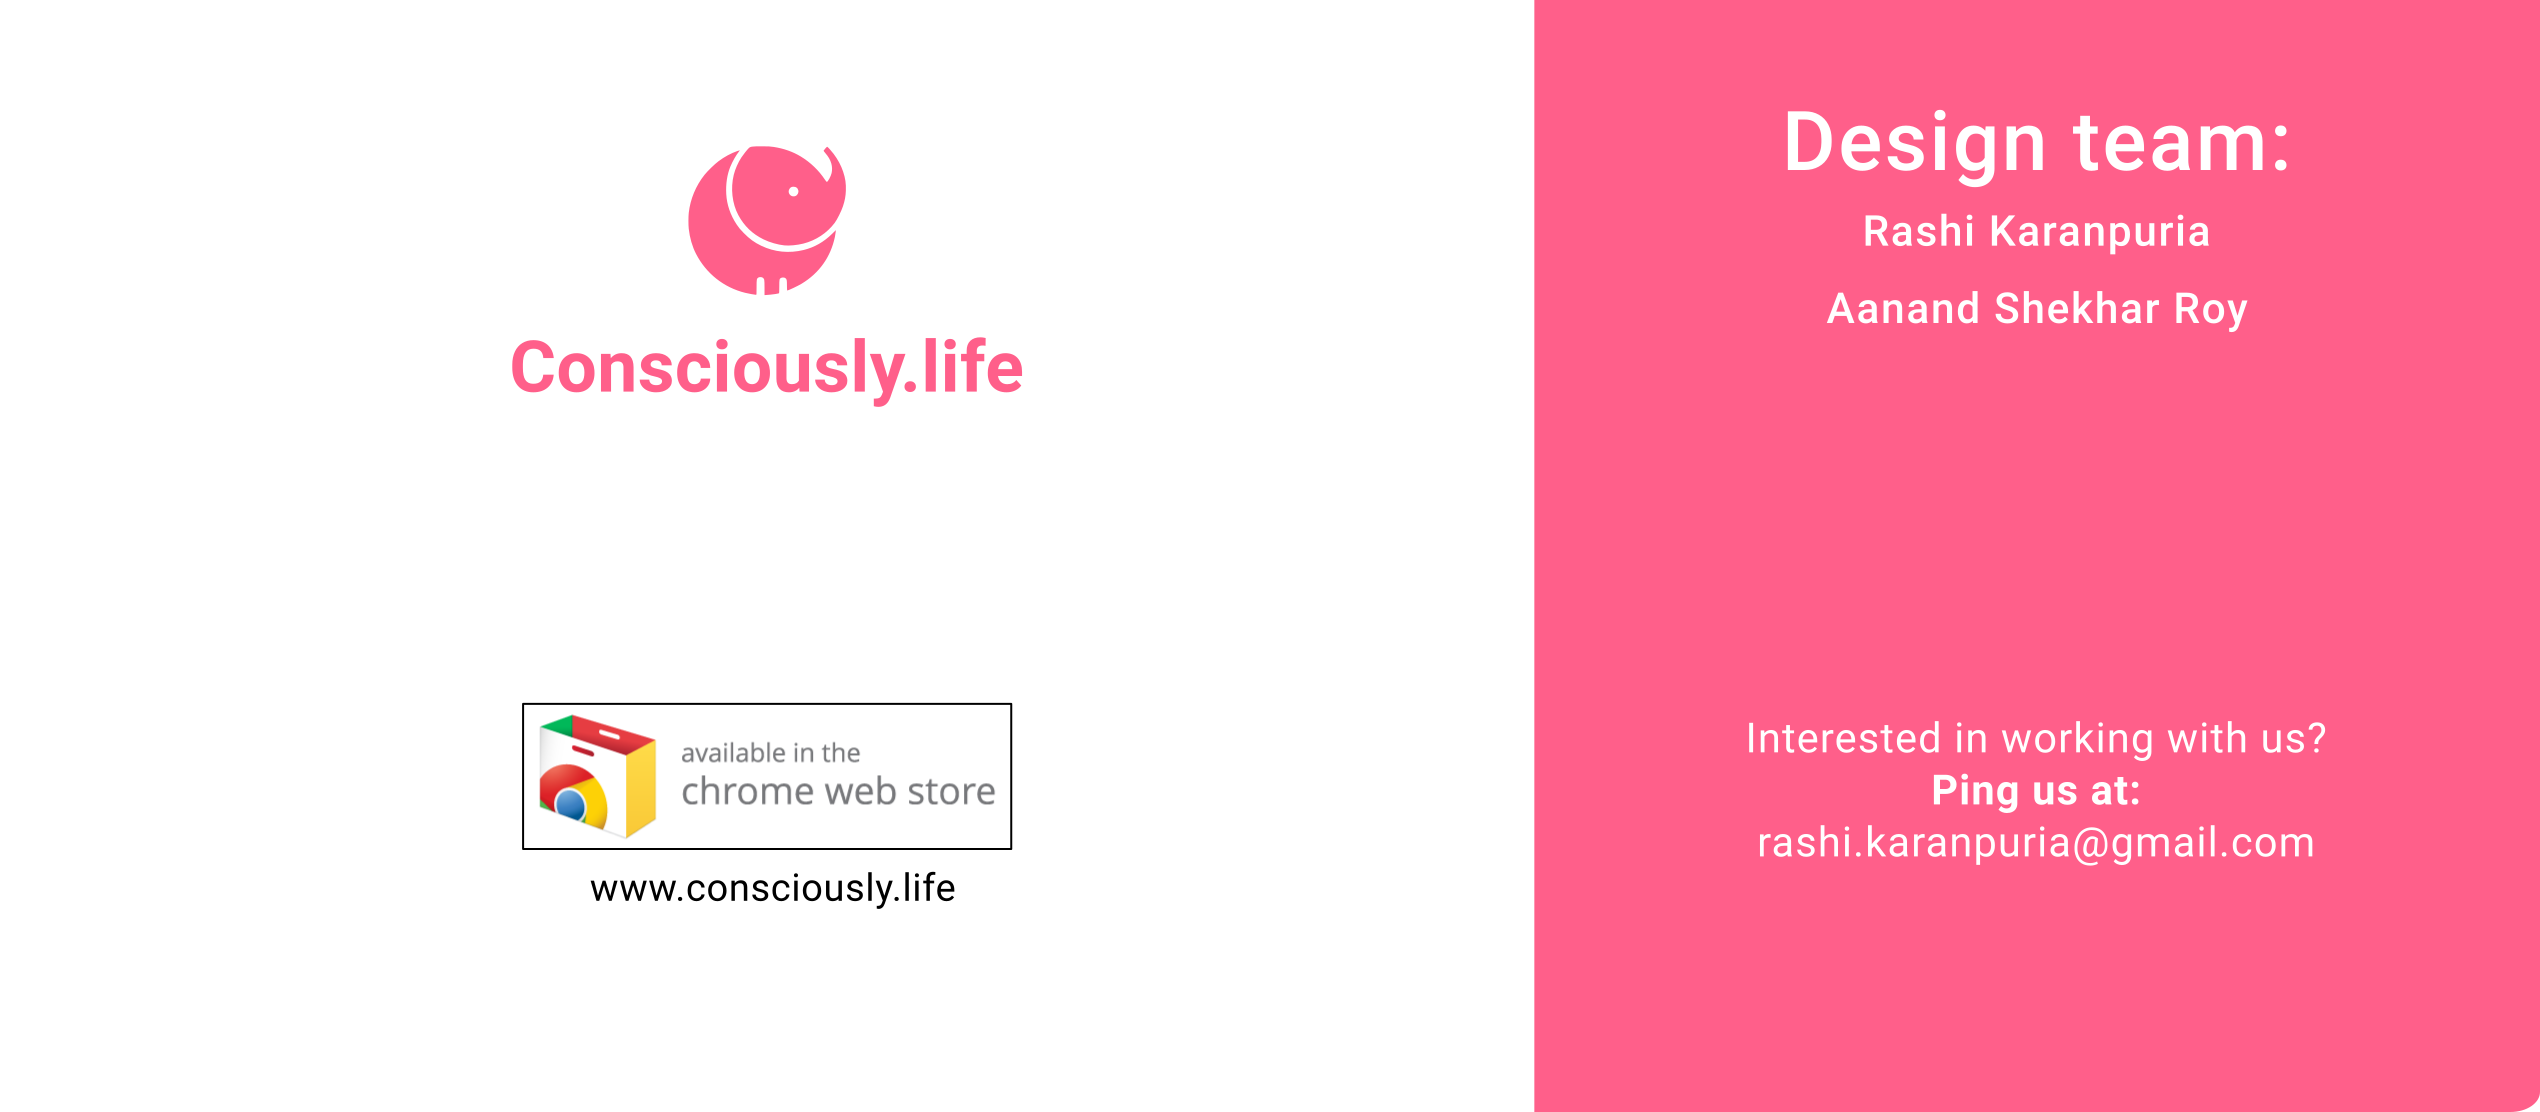 Consciously.life
available in the
chrome web store
www.consciously.life
Design team:
Rashi Karanpuria
Aanand Shekhar Roy
Interested in working with us?
Ping us at:
rashi.karanpuria@gmail.com